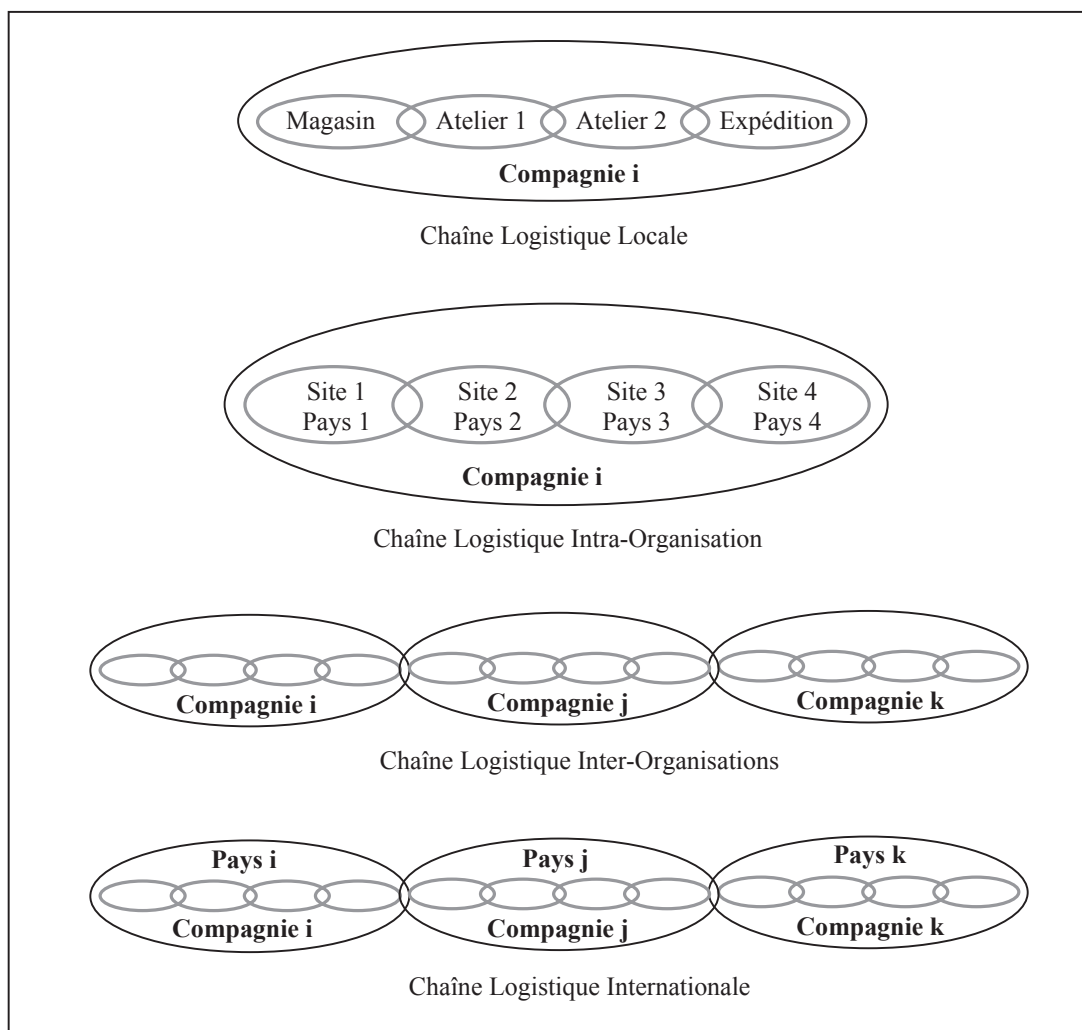 Magasin Atelier 1 Atelier 2 Expédition
Compagnie i
Chaîne Logistique Locale
Site 1 Site 2 Site 3 Site 4
Pays 1 Pays 2 Pays 3 Pays 4
Compagnie i
Chaîne Logistique Intra-Organisation
Compagnie i Compagnie j Compagnie k
Chaîne Logistique Inter-Organisations
Pays i Pays j Pays k
Compagnie i Compagnie j Compagnie k
Chaîne Logistique Internationale